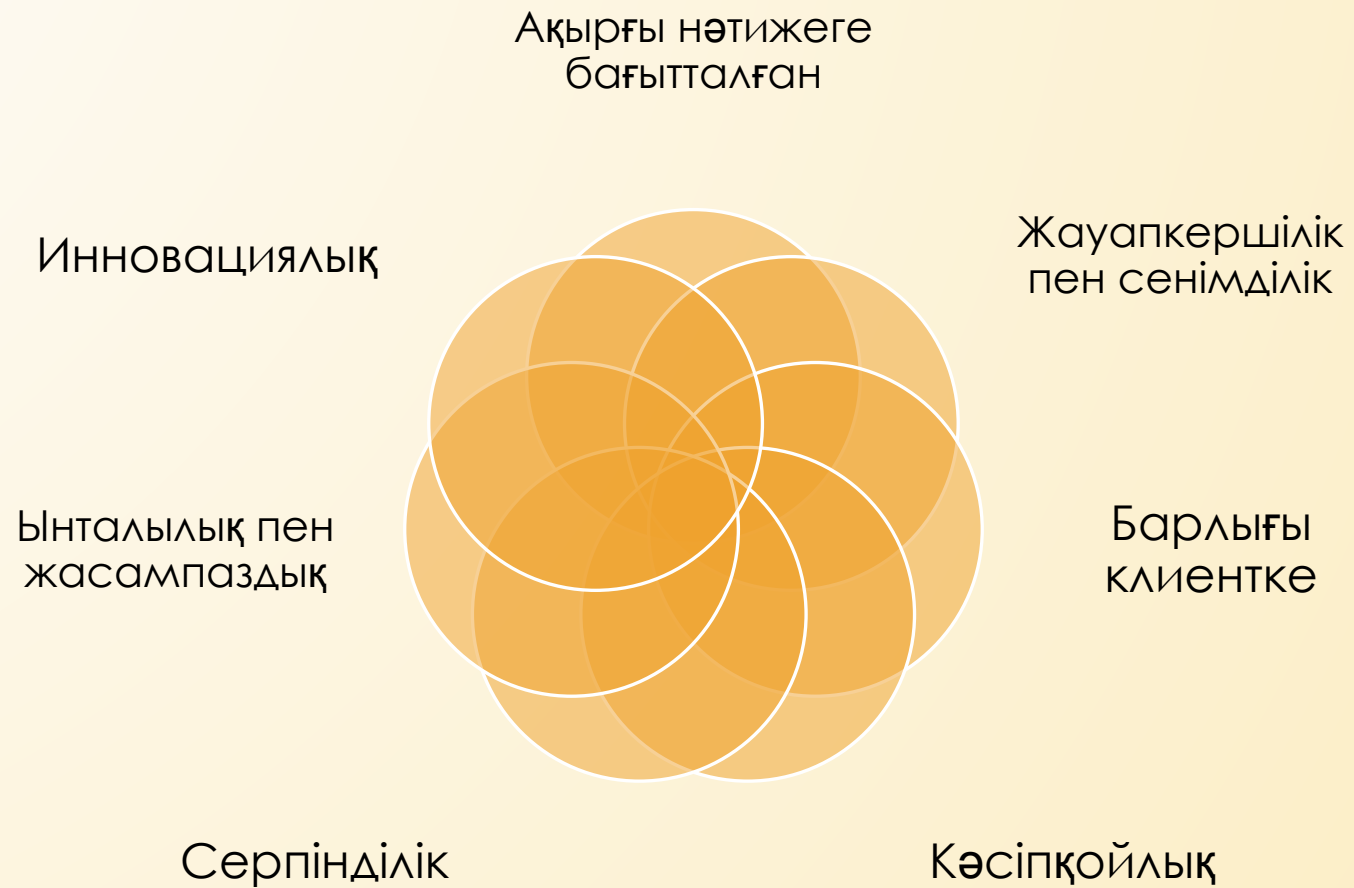 Ақырғы нәтижеге
бағытталған
Инновациялық
Жауапкершілік
пен сенімділік
Ынталылық пен
жасампаздық
Барлығы
клиентке
Серпінділік
Кәсіпқойлық